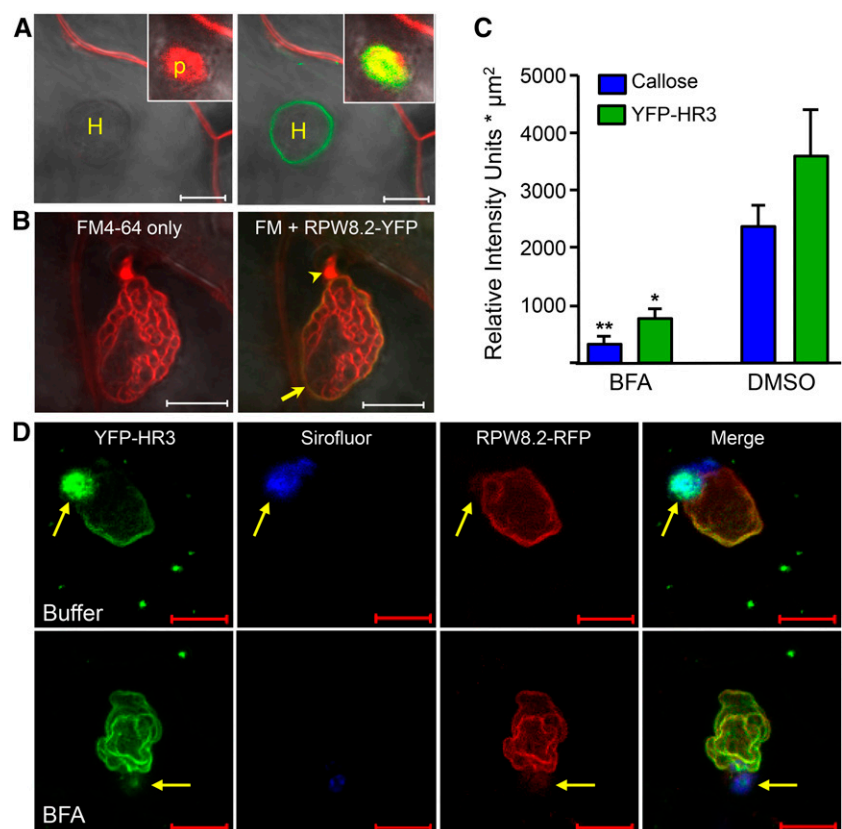 A
p
H
H
B
FM4-64 only
FM + RPW8.2-YFP
C
Relative Intensity Units * µm²
5000
4000
3000
2000
1000
Callose
YFP-HR3
**
*
BFA
DMSO
D
YFP-HR3
Sirofluor
RPW8.2-RFP
Merge
Buffer
BFA